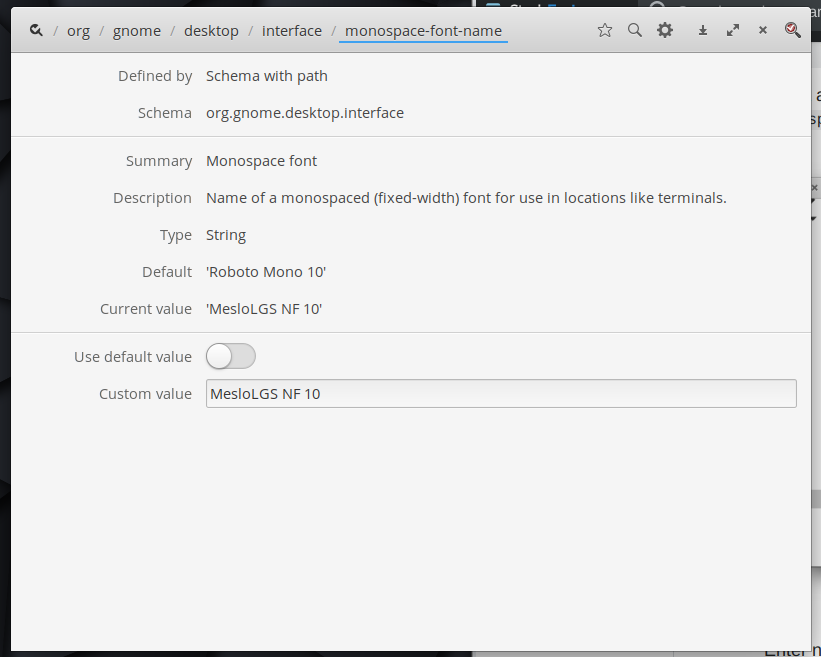 / org / gnome / desktop / interface / monospace-font-name
Defined by Schema with path
Schema org.gnome.desktop.interface
Summary Monospace font
Description Name of a monospaced (fixed-width) font for use in locations like terminals.
Type String
Default 'Roboto Mono 10'
Current value 'MesloLGS NF 10'
Use default value
Custom value MesloLGS NF 10